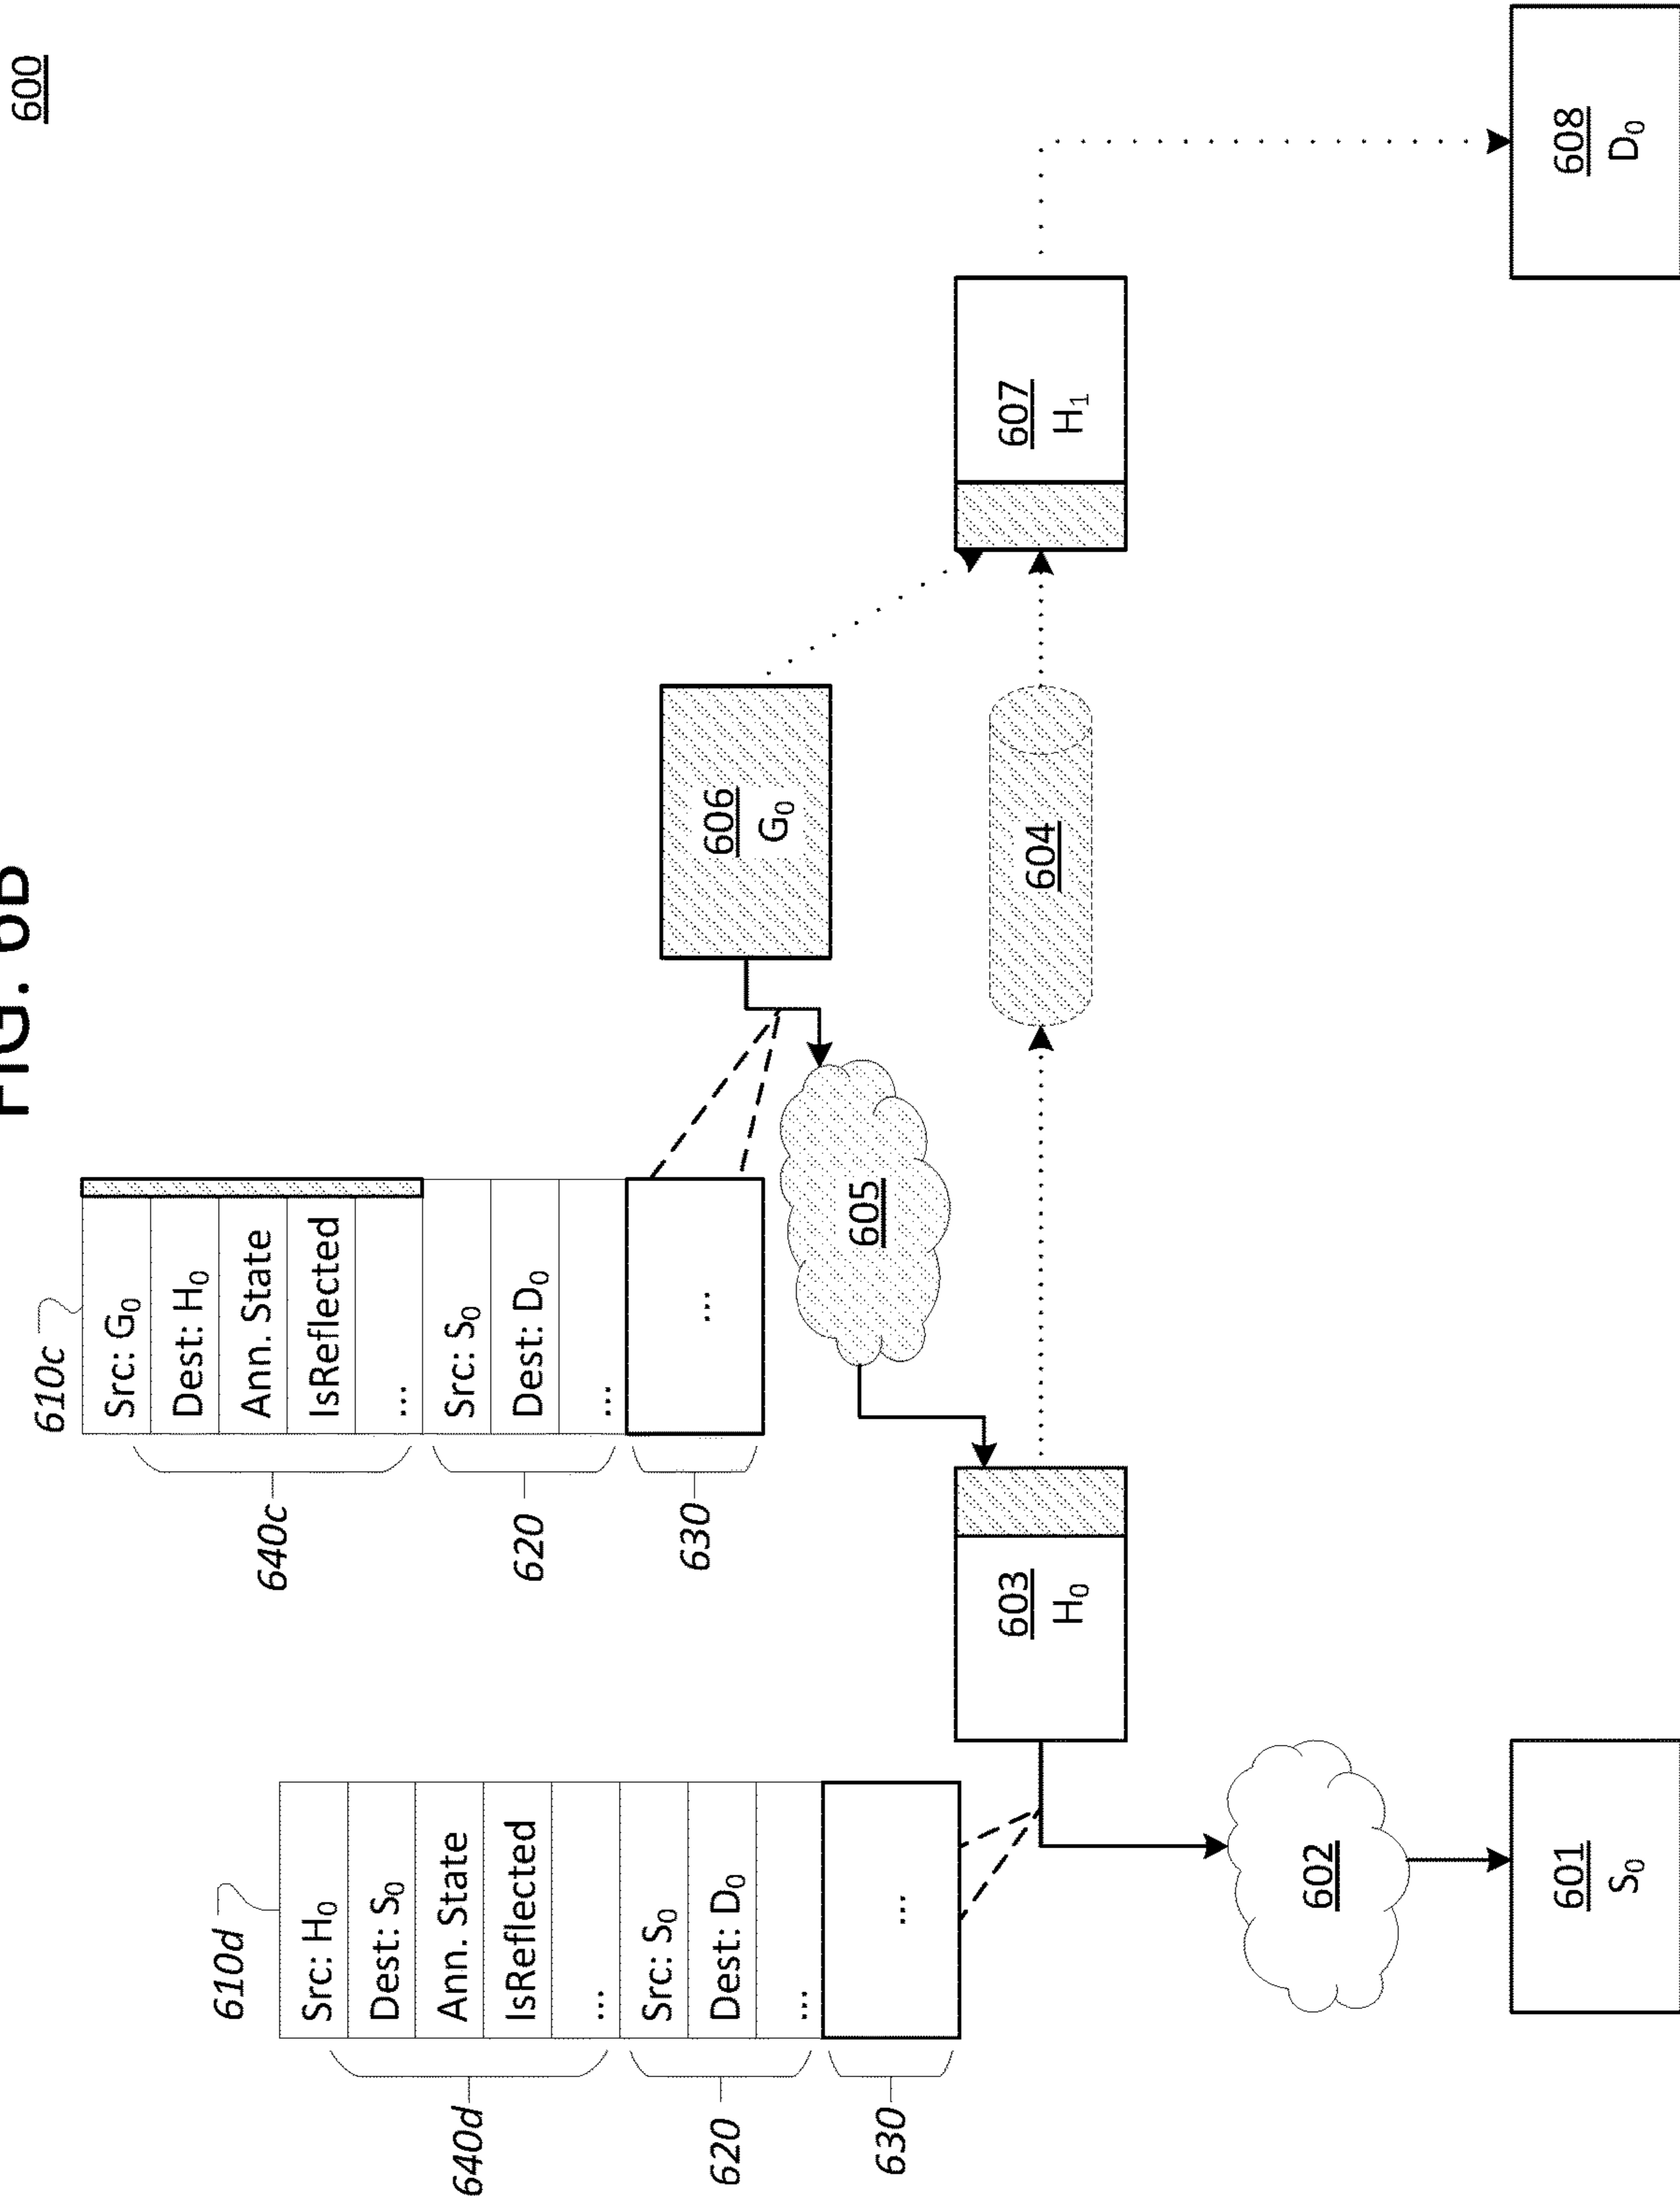 FIG. 6B
600
610c
Src: G₀
Dest: H₀
Ann. State
IsReflected
...
Src: S₀
Dest: D₀
...
...
640c
620
630
610d
Src: H₀
Dest: S₀
Ann. State
IsReflected
...
Src: S₀
Dest: D₀
...
...
640d
620
630
606
G₀
605
603
H₀
604
607
H₁
602
601
S₀
608
D₀